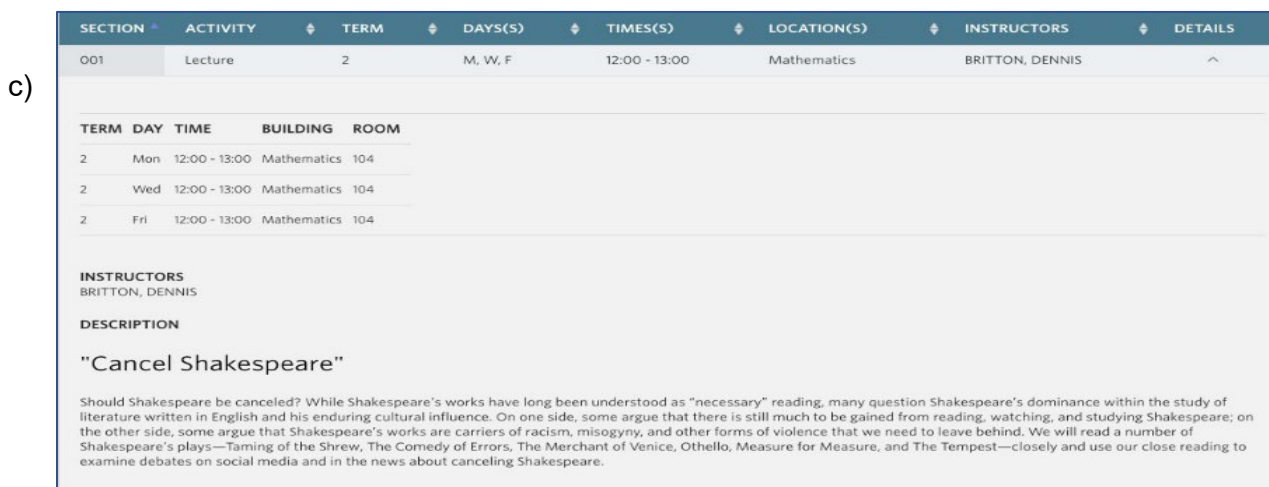 SECTION ACTIVITY TERM DAYS(S) TIMES(S) LOCATION(S) INSTRUCTORS DETAILS
001 Lecture 2 M, W, F 12:00 - 13:00 Mathematics BRITTON, DENNIS
c)
TERM DAY TIME BUILDING ROOM
2 Mon 12:00 - 13:00 Mathematics 104
2 Wed 12:00 - 13:00 Mathematics 104
2 Fri 12:00 - 13:00 Mathematics 104
INSTRUCTORS
BRITTON, DENNIS
DESCRIPTION
"Cancel Shakespeare"
Should Shakespeare be canceled? While Shakespeare's works have long been understood as "necessary" reading, many question Shakespeare's dominance within the study of
literature written in English and his enduring cultural influence. On one side, some argue that there is still much to be gained from reading, watching, and studying Shakespeare; on
the other side, some argue that Shakespeare's works are carriers of racism, misogyny, and other forms of violence that we need to leave behind. We will read a number of
Shakespeare's plays—Taming of the Shrew, The Comedy of Errors, The Merchant of Venice, Othello, Measure for Measure, and The Tempest—closely and use our close reading to
examine debates on social media and in the news about canceling Shakespeare.